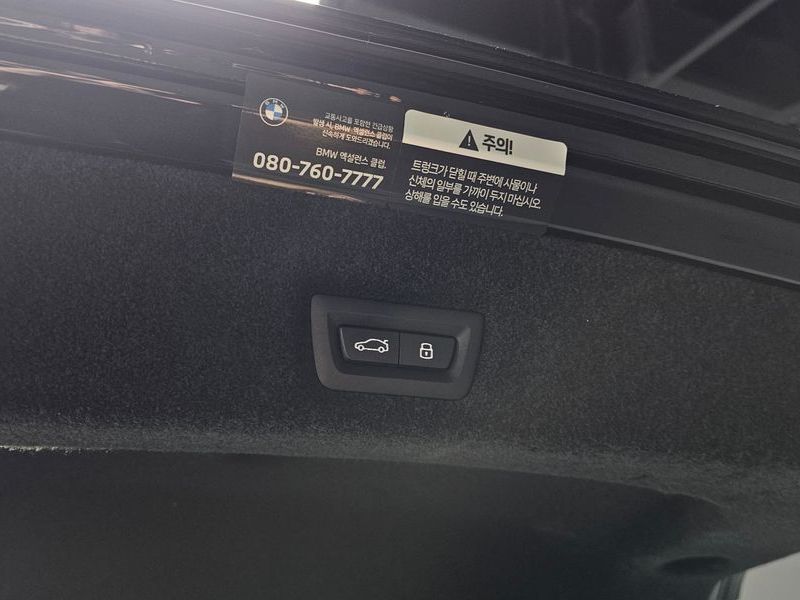 교통사고를 포함한 긴급상황
발생 시, BMW 엑설런스 클럽이
신속하게 도와드리겠습니다.
BMW 엑설런스 클럽.
080-760-7777
주의!
트렁크가 닫힐 때 주변에 사물이나
신체의 일부를 가까이 두지 마십시오.
상해를 입을 수도 있습니다.